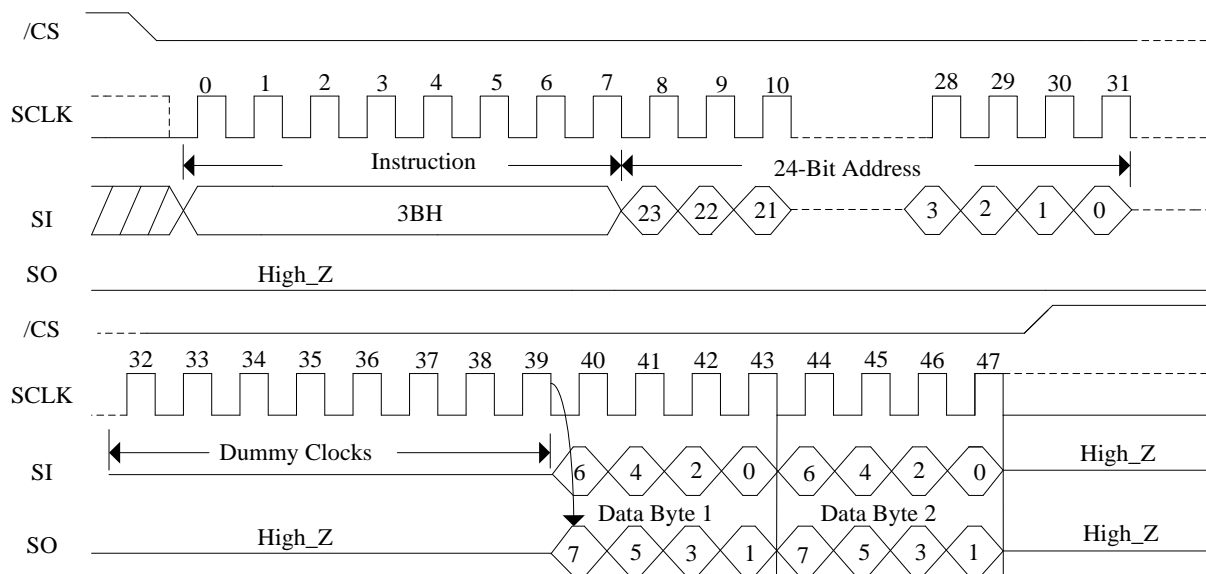 /CS
0 1 2 3 4 5 6 7 8 9 10 28 29 30 31
SCLK
Instruction 24-Bit Address
SI 3BH 23 22 21 3 2 1 0
SO High_Z
/CS
32 33 34 35 36 37 38 39 40 41 42 43 44 45 46 47
SCLK
Dummy Clocks
SI 6 4 2 0 6 4 2 0 High_Z
Data Byte 1 Data Byte 2
SO High_Z 7 5 3 1 7 5 3 1 High_Z